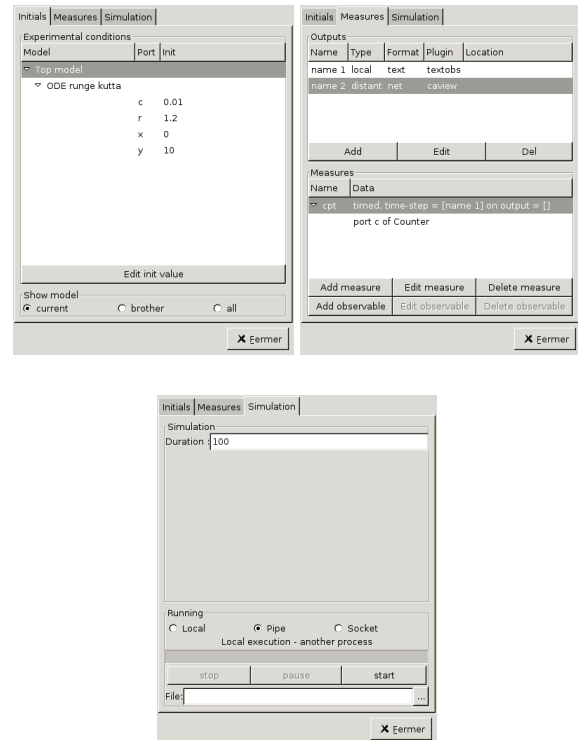 Initials Measures Simulation
Experimental conditions
Model Port Init
Top model
ODE runge kutta
c 0.01
r 1.2
x 0
y 10
Edit init value
Show model
current brother all
Fermer
Initials Measures Simulation
Outputs
Name Type Format Plugin Location
name 1 local text textobs
name 2 distant net caview
Add Edit Del
Measures
Name Data
cpt timed, time-step = [name 1] on output = []
port c of Counter
Add measure Edit measure Delete measure
Add observable Edit observable Delete observable
Fermer
Initials Measures Simulation
Simulation
Duration : 100
Running
Local Pipe Socket
Local execution - another process
stop pause start
File: ...
Fermer